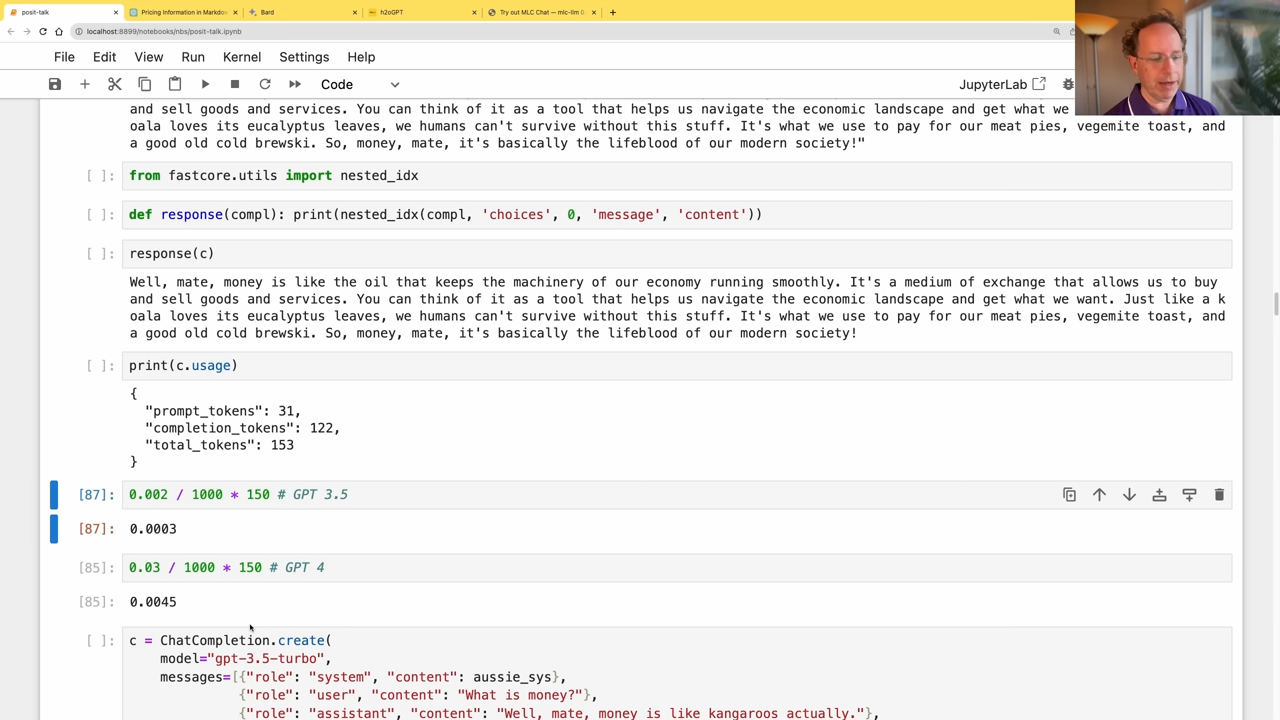 posit-talk
Pricing Information in Markdow
Bard
h2oGPT
Try out MLC Chat — mlc-llm 0
localhost:8899/notebooks/nbs/posit-talk.ipynb
File Edit View Run Kernel Settings Help
Code
JupyterLab
and sell goods and services. You can think of it as a tool that helps us navigate the economic landscape and get what we
oala loves its eucalyptus leaves, we humans can't survive without this stuff. It's what we use to pay for our meat pies, vegemite toast, and
a good old cold brewski. So, money, mate, it's basically the lifeblood of our modern society!"
[ ]: from fastcore.utils import nested_idx
[ ]: def response(compl): print(nested_idx(compl, 'choices', 0, 'message', 'content'))
[ ]: response(c)
Well, mate, money is like the oil that keeps the machinery of our economy running smoothly. It's a medium of exchange that allows us to buy
and sell goods and services. You can think of it as a tool that helps us navigate the economic landscape and get what we want. Just like a k
oala loves its eucalyptus leaves, we humans can't survive without this stuff. It's what we use to pay for our meat pies, vegemite toast, and
a good old cold brewski. So, money, mate, it's basically the lifeblood of our modern society!
[ ]: print(c.usage)
{
"prompt_tokens": 31,
"completion_tokens": 122,
"total_tokens": 153
}
[87]: 0.002 / 1000 * 150 # GPT 3.5
[87]: 0.0003
[85]: 0.03 / 1000 * 150 # GPT 4
[85]: 0.0045
[ ]: c = ChatCompletion.create(
model="gpt-3.5-turbo",
messages=[{"role": "system", "content": aussie_sys},
{"role": "user", "content": "What is money?"},
{"role": "assistant", "content": "Well, mate, money is like kangaroos actually."},